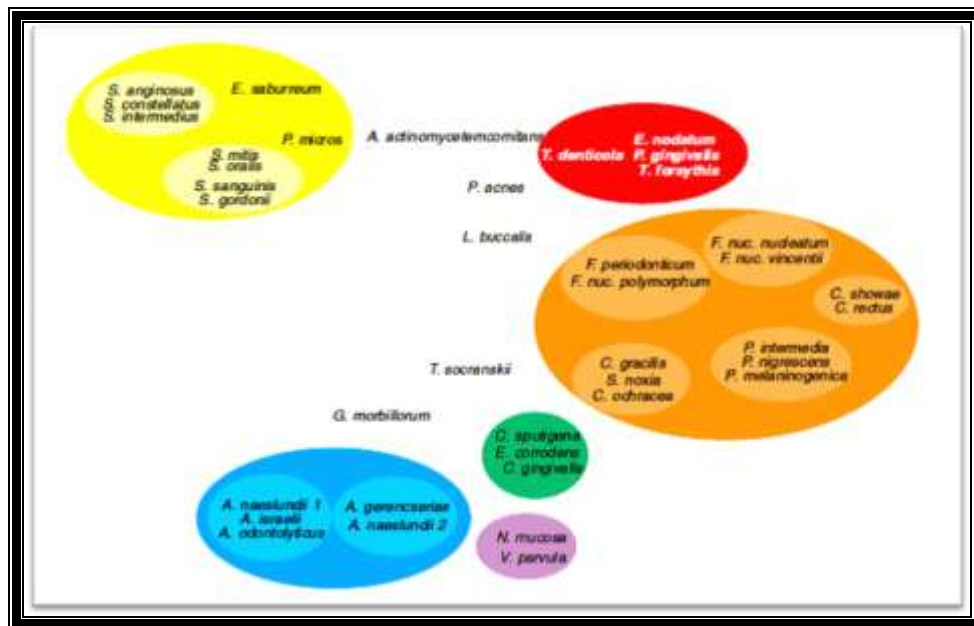 S. anginosus
S. constellatus
S. intermedius
E. saburreum
P. micros
S. mitis
S. oralis
S. sanguinis
S. gordonii
A. actinomycetemcomitans
E. nodatum
T. denticola P. gingivalis
T. forsythia
P. acnes
L. buccalis
F. nuc. nucleatum
F. nuc. vincentii
F. periodonticum
F. nuc. polymorphum
C. showae
C. rectus
P. intermedia
P. nigrescens
P. melaninogenica
C. gracilis
S. noxia
C. ochracea
T. socranskii
G. morbillorum
C. sputigena
E. corrodens
C. gingivalis
A. naeslundii 1
A. israelii
A. odontolyticus
A. gerencseriae
A. naeslundii 2
N. mucosa
V. parvula